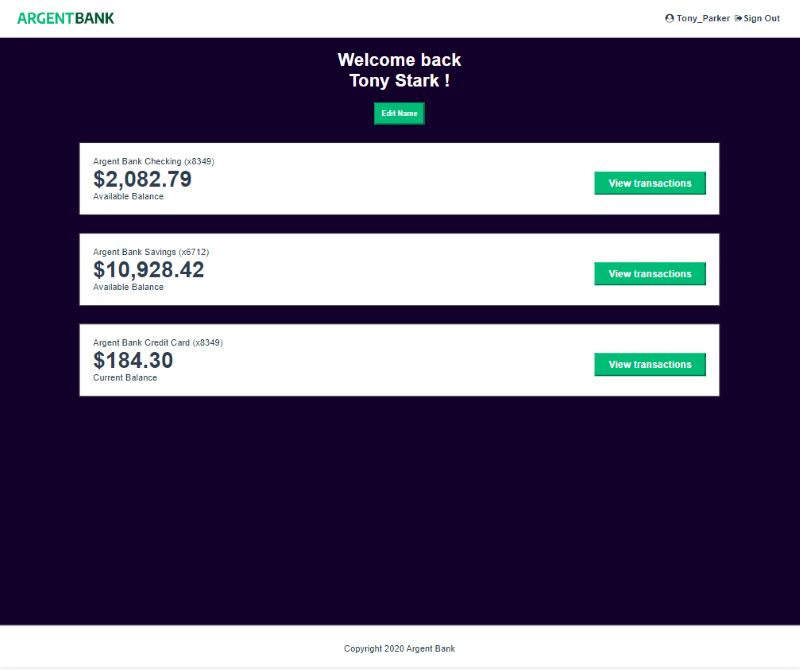 ARGENTBANK
Tony_Parker Sign Out
Welcome back
Tony Stark !
Edit Name
Argent Bank Checking (x8349)
$2,082.79
Available Balance
View transactions
Argent Bank Savings (x6712)
$10,928.42
Available Balance
View transactions
Argent Bank Credit Card (x8349)
$184.30
Current Balance
View transactions
Copyright 2020 Argent Bank